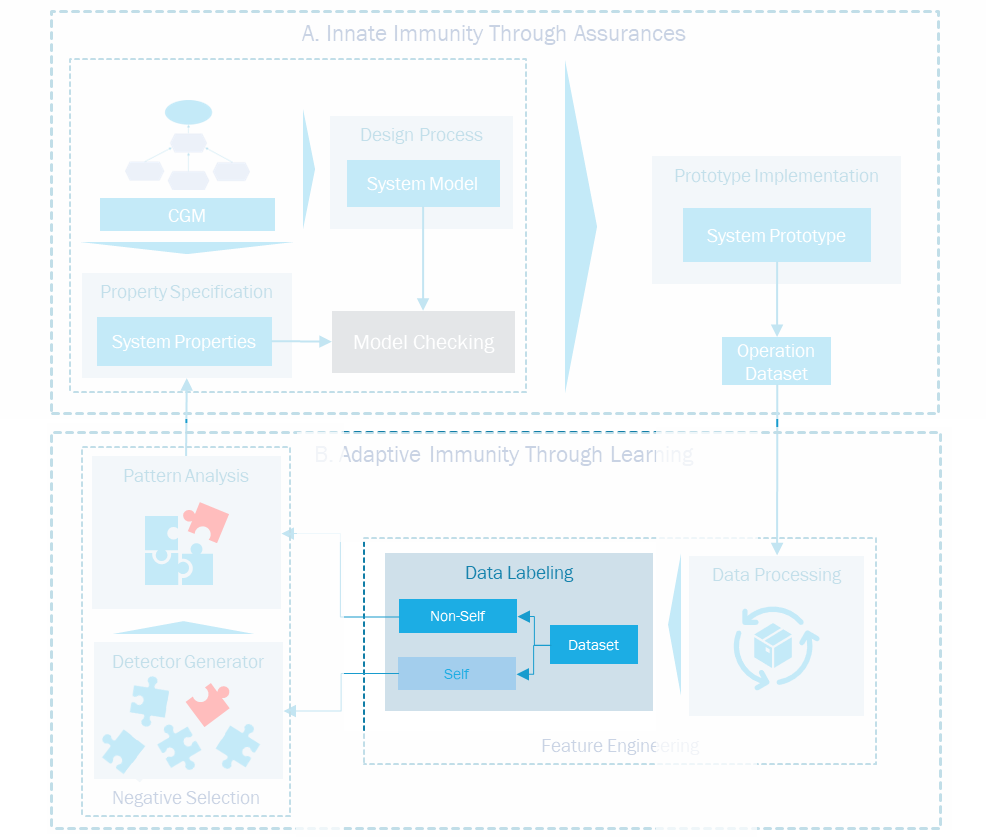 A. Innate Immunity Through Assurances
Design Process
System Model
CGM
Property Specification
System Properties
Model Checking
Prototype Implementation
System Prototype
Operation
Dataset
B. Adaptive Immunity Through Learning
Pattern Analysis
Detector Generator
Negative Selection
Data Labeling
Non-Self
Self
Dataset
Data Processing
Feature Engineering